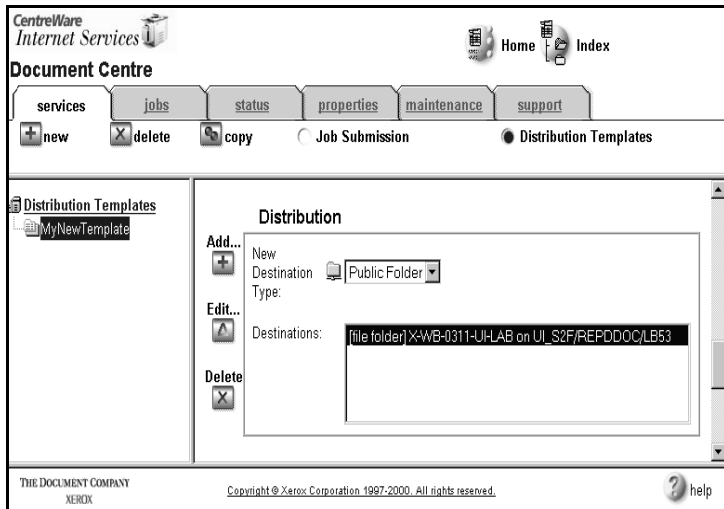 CentreWare
Internet Services
Home
Index
Document Centre
services
jobs
status
properties
maintenance
support
new
delete
copy
Job Submission
Distribution Templates
Distribution Templates
MyNewTemplate
Distribution
Add...
New
Destination
Type:
Public Folder
Edit...
Destinations:
[file folder] X-WB-0311-UI-LAB on UI_S2F/REPDDOC/LB53
Delete
THE DOCUMENT COMPANY
XEROX
Copyright © Xerox Corporation 1997-2000. All rights reserved.
help